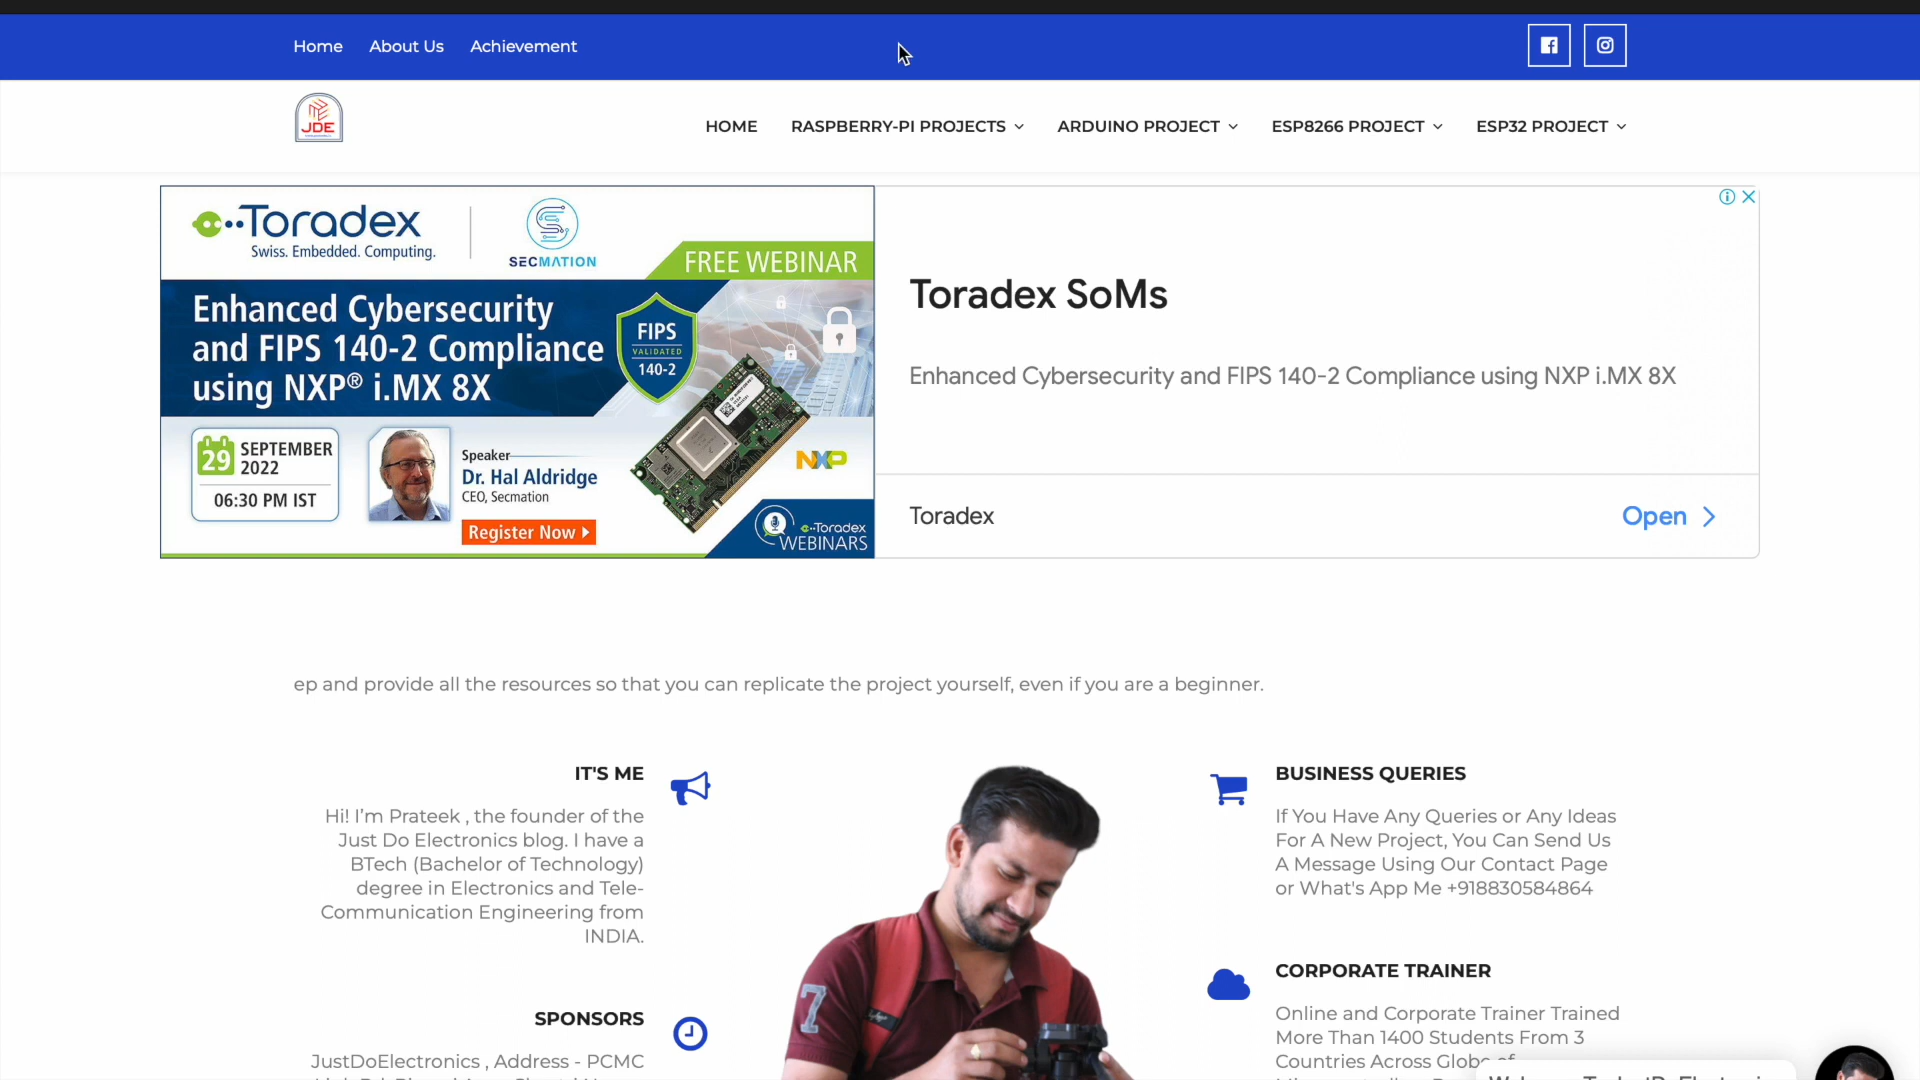 Home About Us Achievement
JDE
HOME RASPBERRY-PI PROJECTS ARDUINO PROJECT ESP8266 PROJECT ESP32 PROJECT
Toradex
Swiss. Embedded. Computing.
SECMATION
FREE WEBINAR
Enhanced Cybersecurity
and FIPS 140-2 Compliance
using NXP® i.MX 8X
FIPS
VALIDATED
140-2
29 SEPTEMBER
2022
06:30 PM IST
Speaker
Dr. Hal Aldridge
CEO, Secmation
Register Now
NXP
Toradex
WEBINARS
Toradex SoMs
Enhanced Cybersecurity and FIPS 140-2 Compliance using NXP i.MX 8X
Toradex
Open
ep and provide all the resources so that you can replicate the project yourself, even if you are a beginner.
IT'S ME
Hi! I'm Prateek , the founder of the
Just Do Electronics blog. I have a
BTech (Bachelor of Technology)
degree in Electronics and Tele-
Communication Engineering from
INDIA.
SPONSORS
JustDoElectronics , Address - PCMC
7
BUSINESS QUERIES
If You Have Any Queries or Any Ideas
For A New Project, You Can Send Us
A Message Using Our Contact Page
or What's App Me +918830584864
CORPORATE TRAINER
Online and Corporate Trainer Trained
More Than 1400 Students From 3
Countries Across Globe of